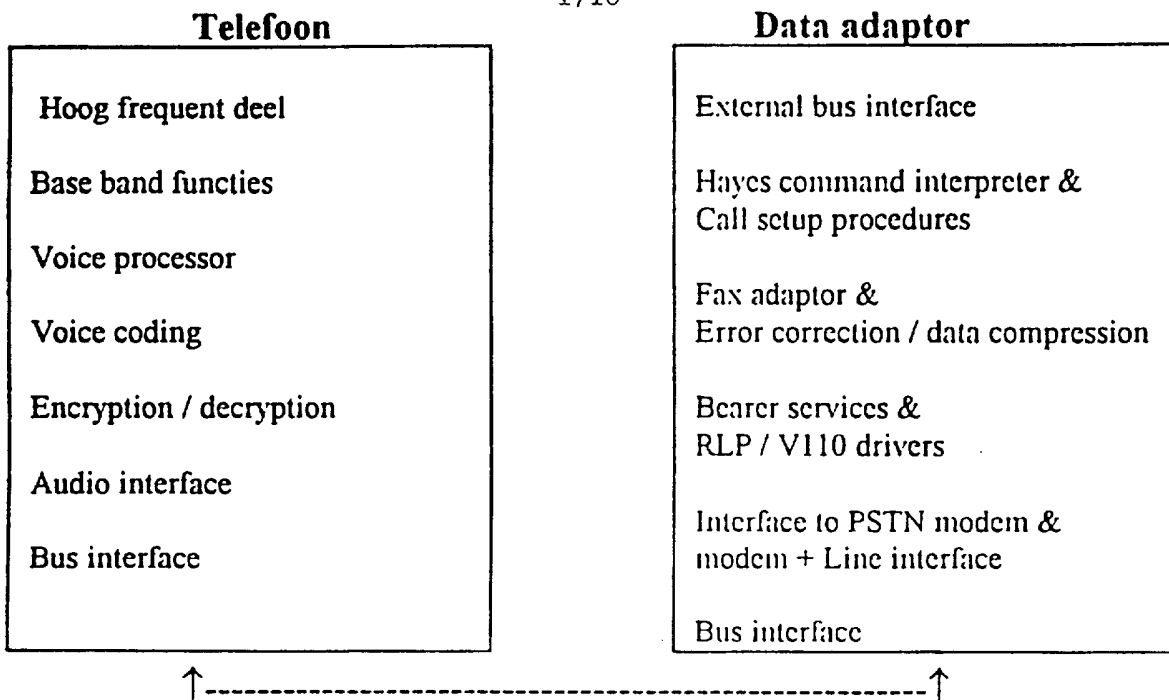 Telefoon
Hoog frequent deel
Base band functies
Voice processor
Voice coding
Encryption / decryption
Audio interface
Bus interface
Data adaptor
External bus interface
Hayes command interpreter &
Call setup procedures
Fax adaptor &
Error correction / data compression
Bearer services &
RLP / V110 drivers
Interface to PSTN modem &
modem + Line interface
Bus interface